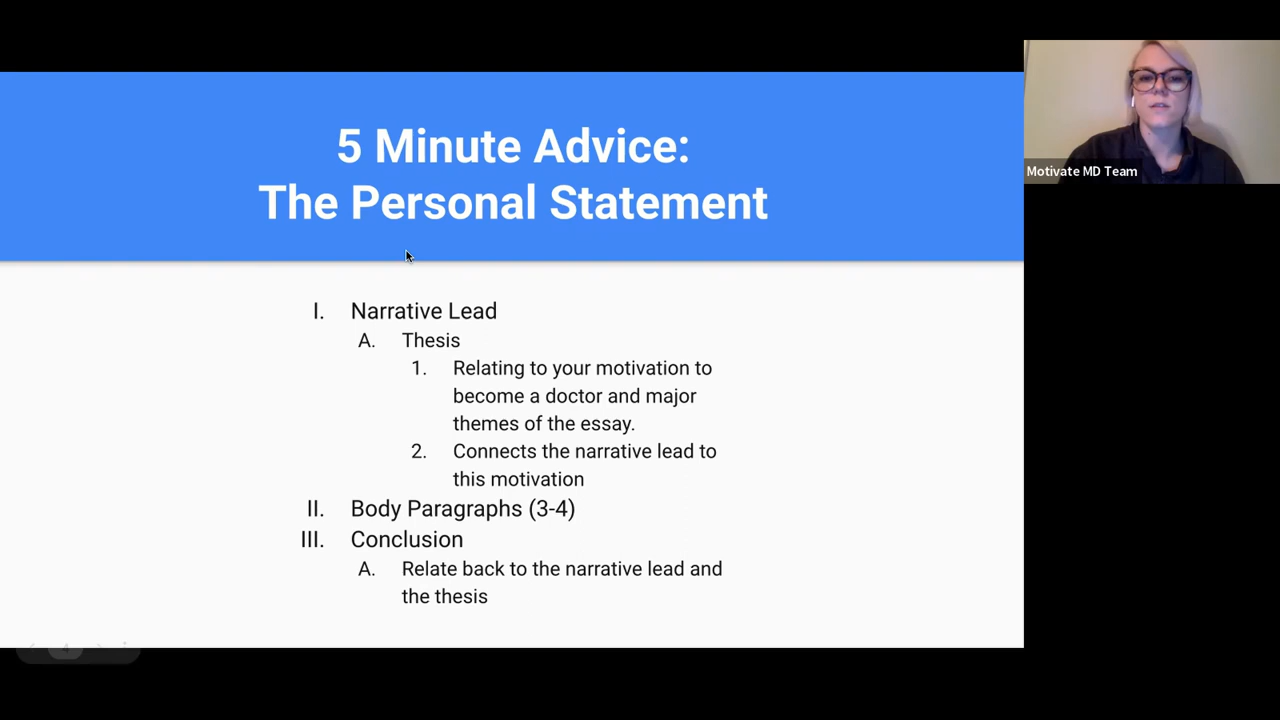 5 Minute Advice:
The Personal Statement
Motivate MD Team
I. Narrative Lead
A. Thesis
1. Relating to your motivation to
become a doctor and major
themes of the essay.
2. Connects the narrative lead to
this motivation
II. Body Paragraphs (3-4)
III. Conclusion
A. Relate back to the narrative lead and
the thesis